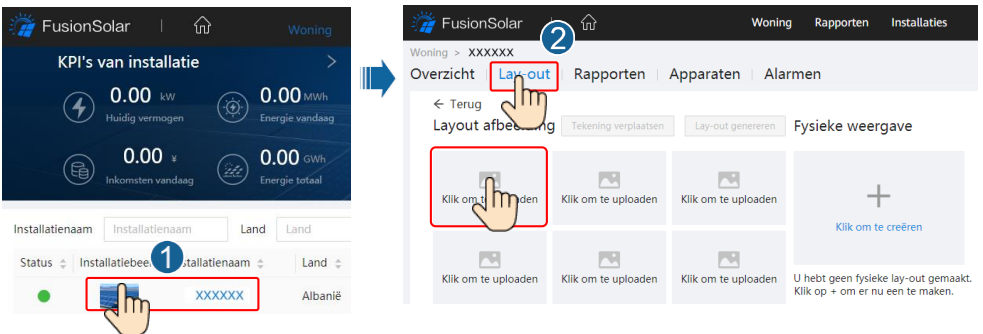 FusionSolar
Woning
KPI's van installatie
0.00 kW
Huidig vermogen
0.00 MWh
Energie vandaag
0.00 ¥
Inkomsten vandaag
0.00 GWh
Energie totaal
Installatienaam Installatienaam Land Land
Status Installatiebee stallatienaam Land
XXXXXX Albanië
1
FusionSolar
Woning Rapporten Installaties
2
Woning > XXXXXX
Overzicht Lay-out Rapporten Apparaten Alarmen
← Terug
Layout afbeelding Tekening verplaatsen Lay-out genereren Fysieke weergave
Klik om te uploaden Klik om te uploaden Klik om te uploaden
Klik om te creëren
Klik om te uploaden Klik om te uploaden Klik om te uploaden
U hebt geen fysieke lay-out gemaakt.
Klik op + om er nu een te maken.